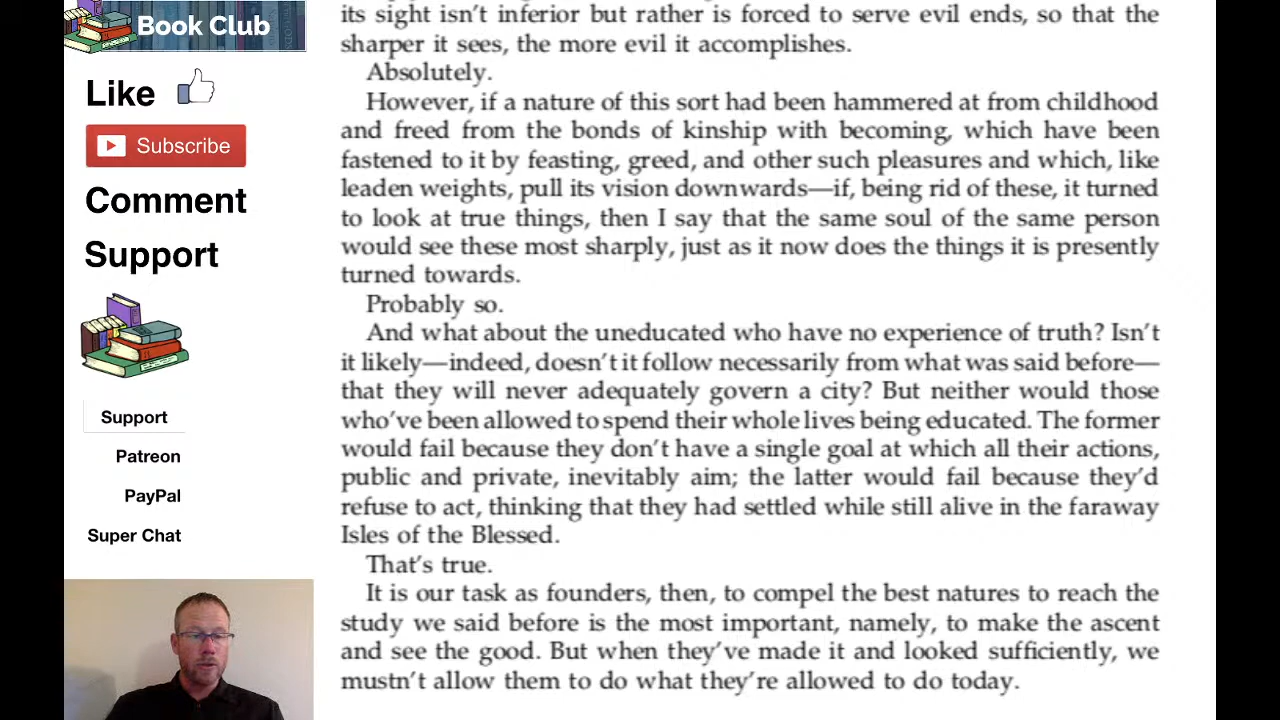 Book Club
Like
Subscribe
Comment
Support
Support
Patreon
PayPal
Super Chat
its sight isn't inferior but rather is forced to serve evil ends, so that the
sharper it sees, the more evil it accomplishes.
Absolutely.
However, if a nature of this sort had been hammered at from childhood
and freed from the bonds of kinship with becoming, which have been
fastened to it by feasting, greed, and other such pleasures and which, like
leaden weights, pull its vision downwards—if, being rid of these, it turned
to look at true things, then I say that the same soul of the same person
would see these most sharply, just as it now does the things it is presently
turned towards.
Probably so.
And what about the uneducated who have no experience of truth? Isn't
it likely—indeed, doesn't it follow necessarily from what was said before—
that they will never adequately govern a city? But neither would those
who've been allowed to spend their whole lives being educated. The former
would fail because they don't have a single goal at which all their actions,
public and private, inevitably aim; the latter would fail because they'd
refuse to act, thinking that they had settled while still alive in the faraway
Isles of the Blessed.
That's true.
It is our task as founders, then, to compel the best natures to reach the
study we said before is the most important, namely, to make the ascent
and see the good. But when they've made it and looked sufficiently, we
mustn't allow them to do what they're allowed to do today.